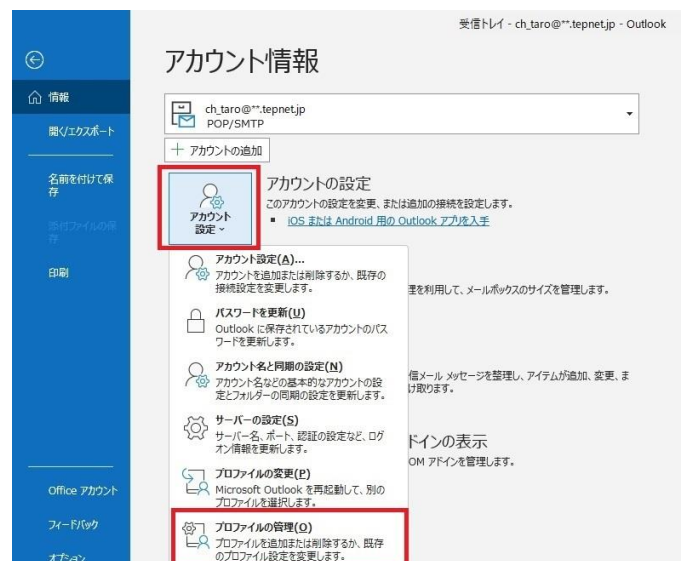 受信トレイ - ch_taro@**.tepnet.jp - Outlook
アカウント情報
情報
開く/エクスポート
名前を付けて保
存
添付ファイルの保
存
印刷
Office アカウント
フィードバック
オプション
ch_taro@**.tepnet.jp
POP/SMTP
＋ アカウントの追加
アカウント
設定
アカウントの設定
このアカウントの設定を変更、または追加の接続を設定します。
■ iOS または Android 用の Outlook アプリを入手
アカウント設定(A)...
アカウントを追加または削除するか、既存の
接続設定を変更します。
パスワードを更新(U)
Outlook に保存されているアカウントのパス
ワードを更新します。
アカウント名と同期の設定(N)
アカウント名などの基本的なアカウントの設
定とフォルダーの同期の設定を更新します。
サーバーの設定(S)
サーバー名、ポート、認証の設定など、ログ
オン情報を更新します。
プロファイルの変更(P)
Microsoft Outlook を再起動して、別の
プロファイルを選択します。
プロファイルの管理(O)
プロファイルを追加または削除するか、既存
のプロファイル設定を変更します。
理を利用して、メールボックスのサイズを管理します。
信メール メッセージを整理し、アイテムが追加、変更、ま
け取ります。
ドインの表示
OM アドインを管理します。